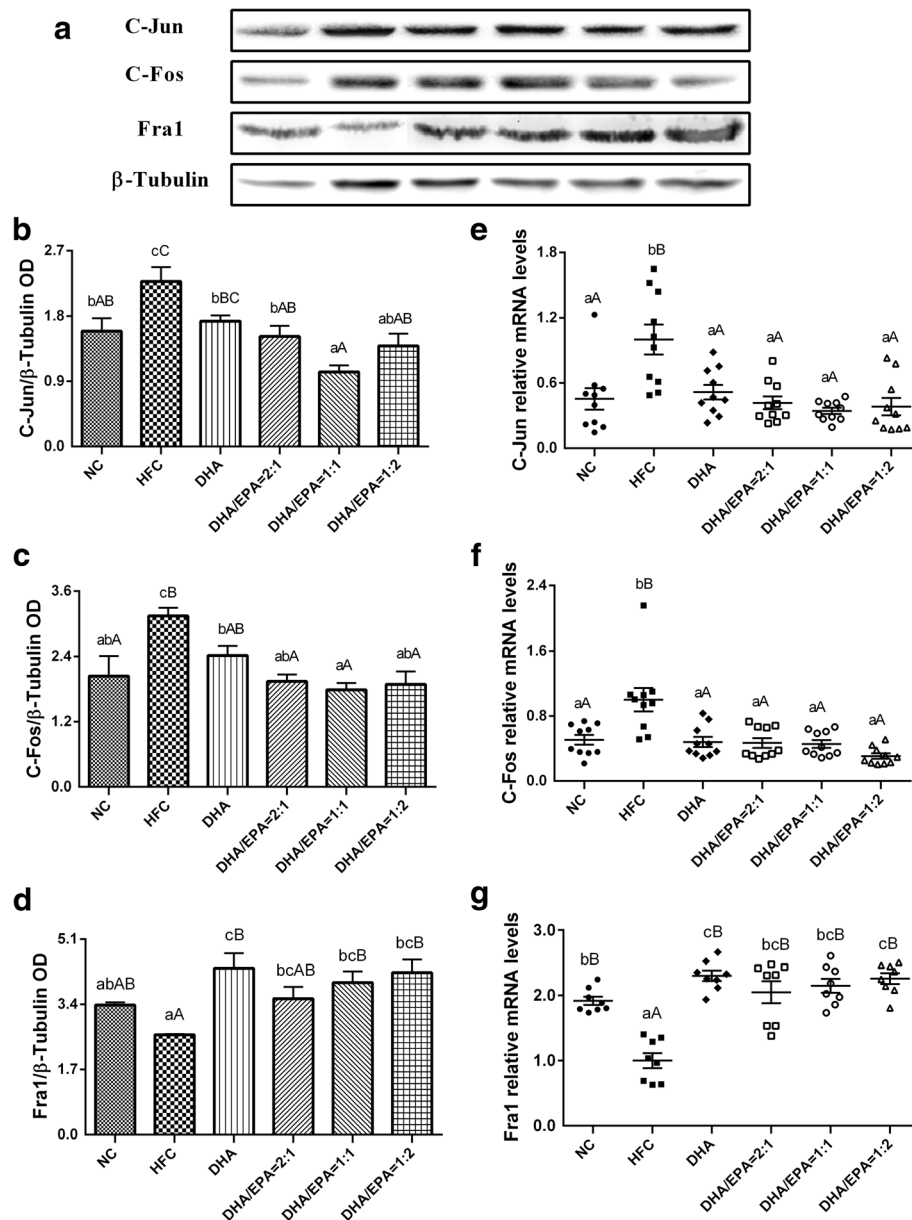 a
C-Jun
C-Fos
Fra1
β-Tubulin
b
C-Jun/β-Tubulin OD
2.7
1.8
0.9
0.0
bAB
cC
bBC
bAB
aA
abAB
NC
HFC
DHA
DHA/EPA=2:1
DHA/EPA=1:1
DHA/EPA=1:2
e
C-Jun relative mRNA levels
1.8
1.2
0.6
0.0
aA
bB
aA
aA
aA
aA
NC
HFC
DHA
DHA/EPA=2:1
DHA/EPA=1:1
DHA/EPA=1:2
c
C-Fos/β-Tubulin OD
3.6
2.4
1.2
0.0
abA
cB
bAB
abA
aA
abA
NC
HFC
DHA
DHA/EPA=2:1
DHA/EPA=1:1
DHA/EPA=1:2
f
C-Fos relative mRNA levels
2.4
1.6
0.8
0.0
aA
bB
aA
aA
aA
aA
NC
HFC
DHA
DHA/EPA=2:1
DHA/EPA=1:1
DHA/EPA=1:2
d
Fra1/β-Tubulin OD
5.1
3.4
1.7
0.0
abAB
aA
cB
bcAB
bcB
bcB
NC
HFC
DHA
DHA/EPA=2:1
DHA/EPA=1:1
DHA/EPA=1:2
g
Fra1 relative mRNA levels
3.0
2.0
1.0
0.0
bB
aA
cB
bcB
bcB
cB
NC
HFC
DHA
DHA/EPA=2:1
DHA/EPA=1:1
DHA/EPA=1:2